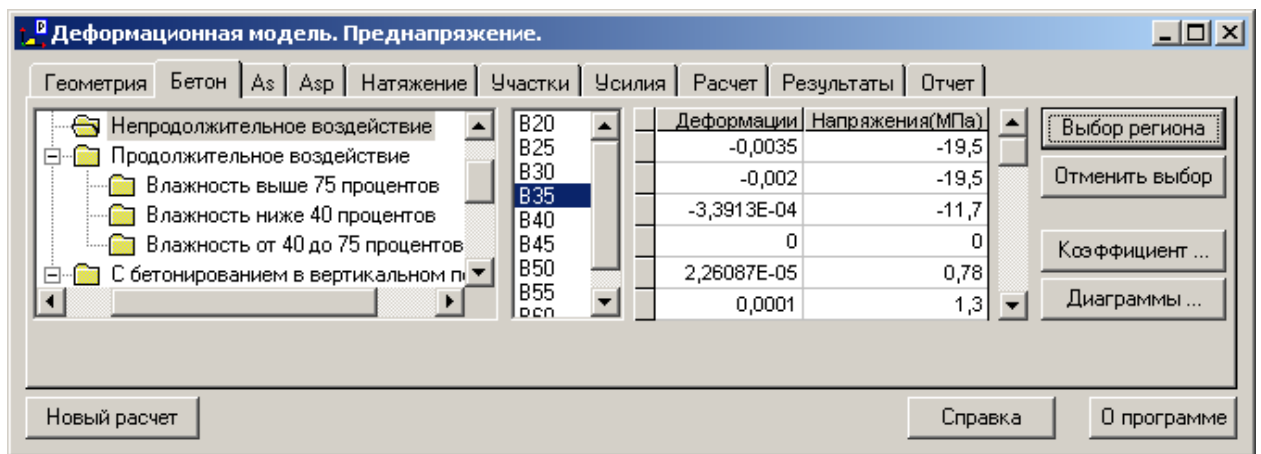 Деформационная модель. Преднапряжение.
Геометрия Бетон As Asp Натяжение Участки Усилия Расчет Результаты Отчет
Непродолжительное воздействие
Продолжительное воздействие
Влажность выше 75 процентов
Влажность ниже 40 процентов
Влажность от 40 до 75 процентов
С бетонированием в вертикальном
B20
B25
B30
B35
B40
B45
B50
B55
B60
Деформации Напряжения(МПа)
-0,0035 -19,5
-0,002 -19,5
-3,3913E-04 -11,7
0 0
2,26087E-05 0,78
0,0001 1,3
Выбор региона
Отменить выбор
Коэффициент ...
Диаграммы ...
Новый расчет Справка О программе